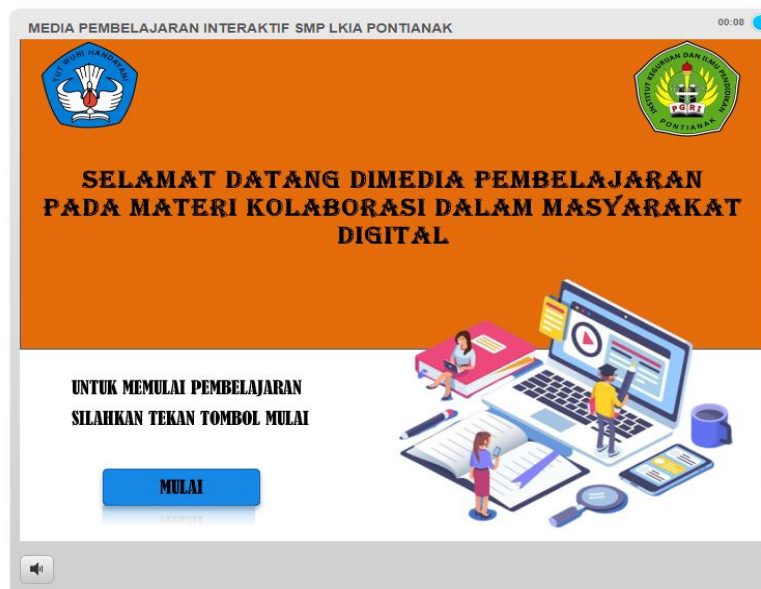 MEDIA PEMBELAJARAN INTERAKTIF SMP LKIA PONTIANAK
00:08
TUT WURI HANDAYANI
INSTITUT KEGURUAN DAN ILMU PENDIDIKAN
PGRI
PONTIANAK
SELAMAT DATANG DIMEDIA PEMBELAJARAN
PADA MATERI KOLABORASI DALAM MASYARAKAT
DIGITAL
UNTUK MEMULAI PEMBELAJARAN
SILAHKAN TEKAN TOMBOL MULAI
MULAI